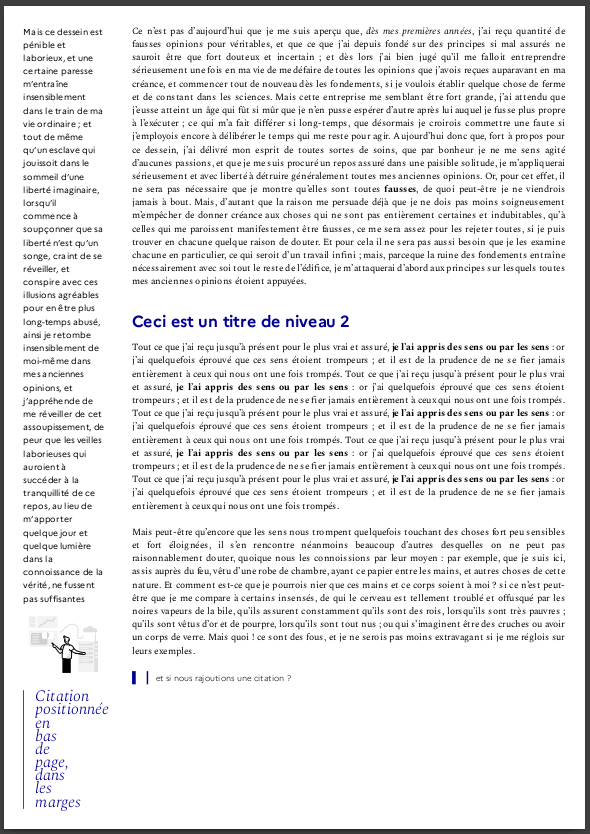 Mais ce dessein est
pénible et
laborieux, et une
certaine paresse
m'entraîne
insensiblement
dans le train de ma
vie ordinaire ; et
tout de même
qu'un esclave qui
jouissoit dans le
sommeil d'une
liberté imaginaire,
lorsqu'il
commence à
soupçonner que sa
liberté n'est qu'un
songe, craint de se
réveiller, et
conspire avec ces
illusions agréables
pour en être plus
long-temps abusé,
ainsi je retombe
insensiblement de
moi-même dans
mes anciennes
opinions, et
j'appréhende de
me réveiller de cet
assoupissement, de
peur que les veilles
laborieuses qui
auroient à
succéder à la
tranquillité de ce
repos, au lieu de
m'apporter
quelque jour et
quelque lumière
dans la
connoissance de la
vérité, ne fussent
pas suffisantes
Citation
positionnée
en
bas
de
page,
dans
les
marges
Ce n'est pas d'aujourd'hui que je me suis aperçu que, dès mes premières années, j'ai reçu quantité de
fausses opinions pour véritables, et que ce que j'ai depuis fondé sur des principes si mal assurés ne
sauroit être que fort douteux et incertain ; et dès lors j'ai bien jugé qu'il me falloit entreprendre
sérieusement une fois en ma vie de me défaire de toutes les opinions que j'avois reçues auparavant en ma
créance, et commencer tout de nouveau dès les fondements, si je voulois établir quelque chose de ferme
et de constant dans les sciences. Mais cette entreprise me semblant être fort grande, j'ai attendu que
j'eusse atteint un âge qui fût si mûr que je n'en pusse espérer d'autre après lui auquel je fusse plus propre
à l'exécuter ; ce qui m'a fait différer si long-temps, que désormais je croirois commettre une faute si
j'employois encore à délibérer le temps qui me reste pour agir. Aujourd'hui donc que, fort à propos pour
ce dessein, j'ai délivré mon esprit de toutes sortes de soins, que par bonheur je ne me sens agité
d'aucunes passions, et que je me suis procuré un repos assuré dans une paisible solitude, je m'appliquerai
sérieusement et avec liberté à détruire généralement toutes mes anciennes opinions. Or, pour cet effet, il
ne sera pas nécessaire que je montre qu'elles sont toutes fausses, de quoi peut-être je ne viendrois
jamais à bout. Mais, d'autant que la raison me persuade déjà que je ne dois pas moins soigneusement
m'empêcher de donner créance aux choses qui ne sont pas entièrement certaines et indubitables, qu'à
celles qui me paroissent manifestement être fausses, ce me sera assez pour les rejeter toutes, si je puis
trouver en chacune quelque raison de douter. Et pour cela il ne sera pas aussi besoin que je les examine
chacune en particulier, ce qui seroit d'un travail infini ; mais, parceque la ruine des fondements entraîne
nécessairement avec soi tout le reste de l'édifice, je m'attaquerai d'abord aux principes sur lesquels toutes
mes anciennes opinions étoient appuyées.
Ceci est un titre de niveau 2
Tout ce que j'ai reçu jusqu'à présent pour le plus vrai et assuré, je l'ai appris des sens ou par les sens : or
j'ai quelquefois éprouvé que ces sens étoient trompeurs ; et il est de la prudence de ne se fier jamais
entièrement à ceux qui nous ont une fois trompés. Tout ce que j'ai reçu jusqu'à présent pour le plus vrai
et assuré, je l'ai appris des sens ou par les sens : or j'ai quelquefois éprouvé que ces sens étoient
trompeurs ; et il est de la prudence de ne se fier jamais entièrement à ceux qui nous ont une fois trompés.
Tout ce que j'ai reçu jusqu'à présent pour le plus vrai et assuré, je l'ai appris des sens ou par les sens : or
j'ai quelquefois éprouvé que ces sens étoient trompeurs ; et il est de la prudence de ne se fier jamais
entièrement à ceux qui nous ont une fois trompés. Tout ce que j'ai reçu jusqu'à présent pour le plus vrai
et assuré, je l'ai appris des sens ou par les sens : or j'ai quelquefois éprouvé que ces sens étoient
trompeurs ; et il est de la prudence de ne se fier jamais entièrement à ceux qui nous ont une fois trompés.
Tout ce que j'ai reçu jusqu'à présent pour le plus vrai et assuré, je l'ai appris des sens ou par les sens : or
j'ai quelquefois éprouvé que ces sens étoient trompeurs ; et il est de la prudence de ne se fier jamais
entièrement à ceux qui nous ont une fois trompés.
Mais peut-être qu'encore que les sens nous trompent quelquefois touchant des choses fort peu sensibles
et fort éloignées, il s'en rencontre néanmoins beaucoup d'autres desquelles on ne peut pas
raisonnablement douter, quoique nous les connoissions par leur moyen : par exemple, que je suis ici,
assis auprès du feu, vêtu d'une robe de chambre, ayant ce papier entre les mains, et autres choses de cette
nature. Et comment est-ce que je pourrois nier que ces mains et ce corps soient à moi ? si ce n'est peut-
être que je me compare à certains insensés, de qui le cerveau est tellement troublé et offusqué par les
noires vapeurs de la bile, qu'ils assurent constamment qu'ils sont des rois, lorsqu'ils sont très pauvres ;
qu'ils sont vêtus d'or et de pourpre, lorsqu'ils sont tout nus ; ou qui s'imaginent être des cruches ou avoir
un corps de verre. Mais quoi ! ce sont des fous, et je ne serois pas moins extravagant si je me réglois sur
leurs exemples.
et si nous rajoutions une citation ?